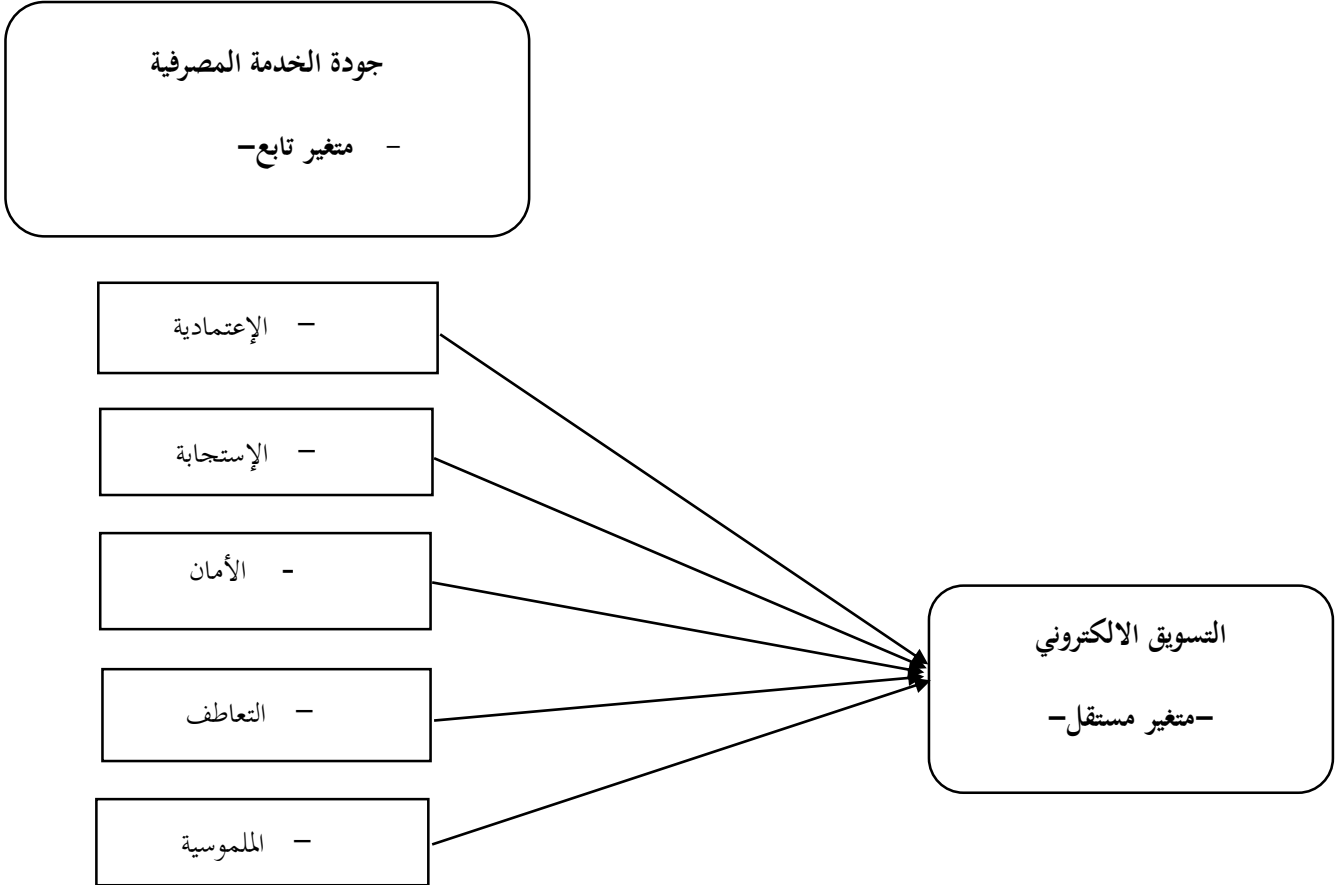 جودة الخدمة المصرفية
- متغير تابع–
– الإعتمادية
– الإستجابة
- الأمان
– التعاطف
– الملموسية
التسويق الالكتروني
–متغير مستقل–